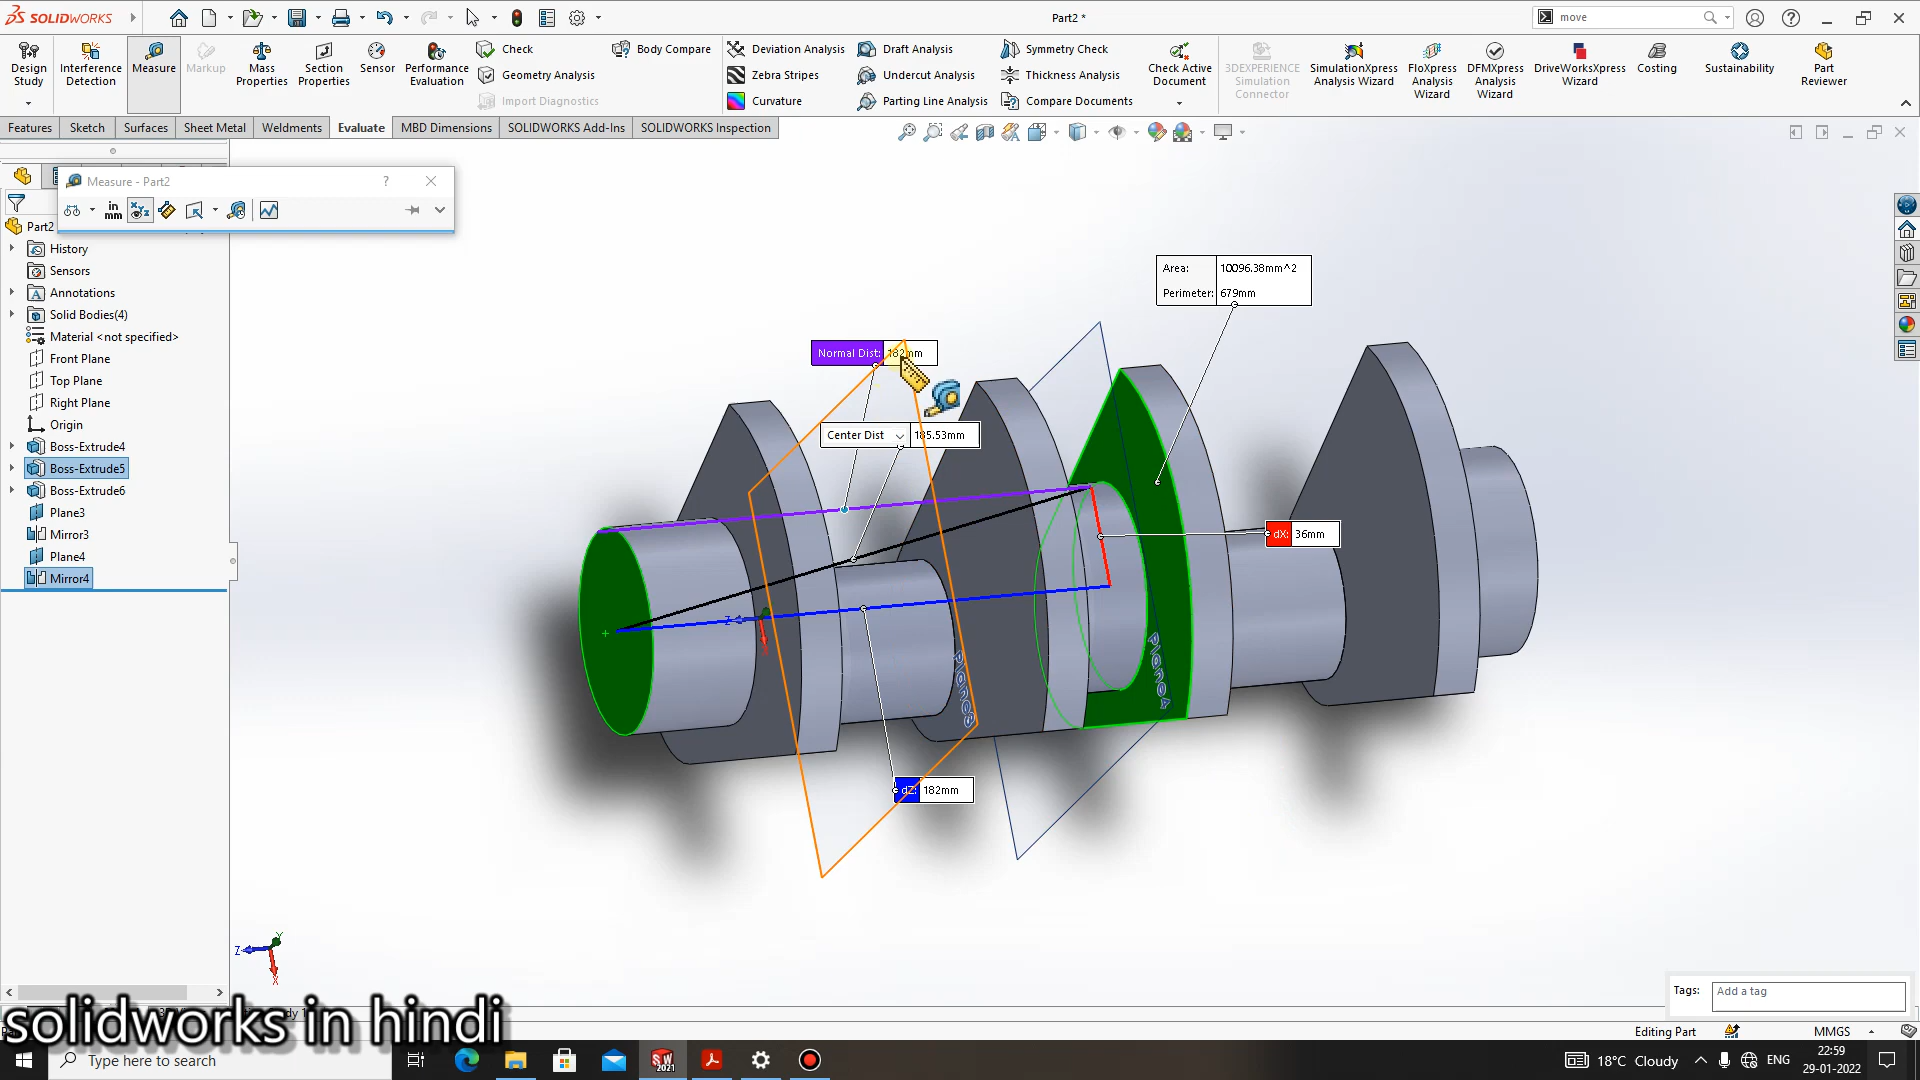 SOLIDWORKS
Part2 *
move
Design Study
Interference Detection
Measure
Markup
Mass Properties
Section Properties
Sensor
Performance Evaluation
Check
Geometry Analysis
Import Diagnostics
Body Compare
Deviation Analysis
Zebra Stripes
Curvature
Draft Analysis
Undercut Analysis
Parting Line Analysis
Symmetry Check
Thickness Analysis
Compare Documents
Check Active Document
3DEXPERIENCE Simulation Connector
SimulationXpress Analysis Wizard
FloXpress Analysis Wizard
DFMXpress Analysis Wizard
DriveWorksXpress Wizard
Costing
Sustainability
Part Reviewer
Features
Sketch
Surfaces
Sheet Metal
Weldments
Evaluate
MBD Dimensions
SOLIDWORKS Add-Ins
SOLIDWORKS Inspection
Measure - Part2
?
in mm
Part2
History
Sensors
Annotations
Solid Bodies(4)
Material <not specified>
Front Plane
Top Plane
Right Plane
Origin
Boss-Extrude4
Boss-Extrude5
Boss-Extrude6
Plane3
Mirror3
Plane4
Mirror4
Area: 10096.38mm^2
Perimeter: 679mm
Normal Dist: 182mm
Center Dist 185.53mm
dX: 36mm
dZ: 182mm
Plane3
Plane4
Z
Y
Z
X
Tags: Add a tag
solidworks in hindi
Editing Part
MMGS
Type here to search
SW 2021
18°C Cloudy
ENG
22:59
29-01-2022